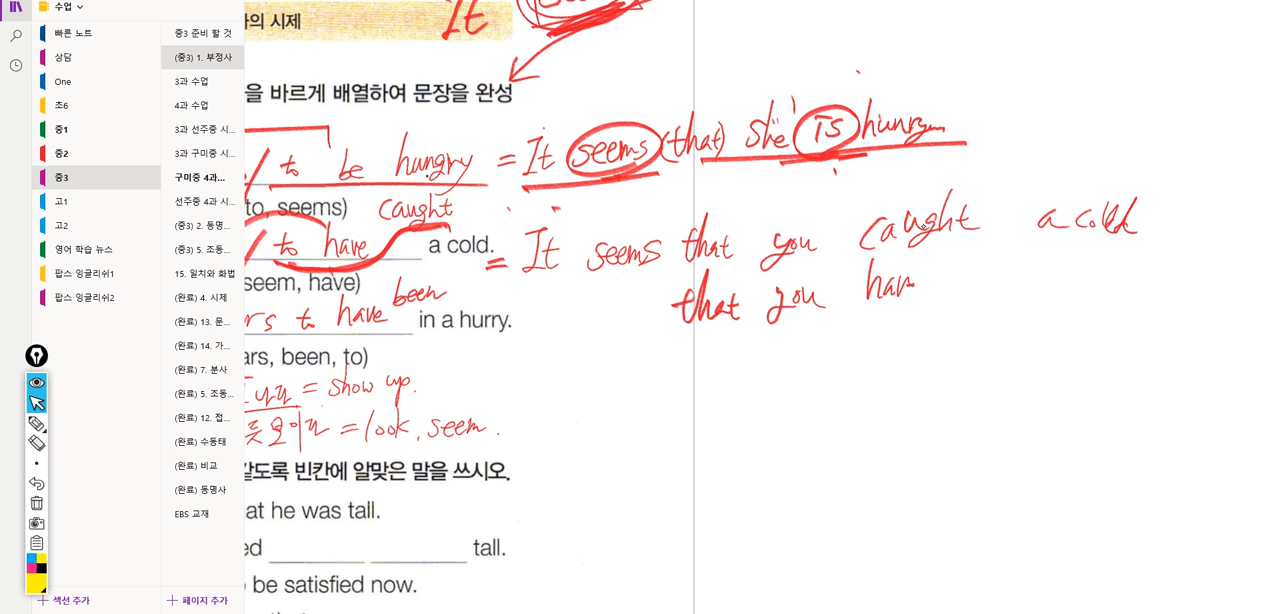 수업
빠른 노트
상담
One
초6
중1
중2
중3
고1
고2
영어 학습 뉴스
팝스 잉글리쉬1
팝스 잉글리쉬2
섹션 추가
중3 준비 할 것
(중3) 1. 부정사
3과 수업
4과 수업
3과 선주중 시...
3과 구미중 시...
구미중 4과...
선주중 4과 시...
(중3) 2. 동명...
(중3) 5. 조동...
15. 일치와 화법
(완료) 4. 시제
(완료) 13. 문...
(완료) 14. 가...
(완료) 7. 분사
(완료) 5. 조동...
(완료) 12. 접...
(완료) 수동태
(완료) 비교
(완료) 동명사
EBS 교재
페이지 추가
의 시제
It
을 바르게 배열하여 문장을 완성
to be hungry = It seems (that) she is hungry
to, seems)
caught
to have a cold. = It seems that you caught a cold
seem, have)
that you hav
rs to have been in a hurry.
ars, been, to)
= show up.
듯 보이다 = look, seem.
같도록 빈칸에 알맞은 말을 쓰시오.
at he was tall.
ed tall.
be satisfied now.